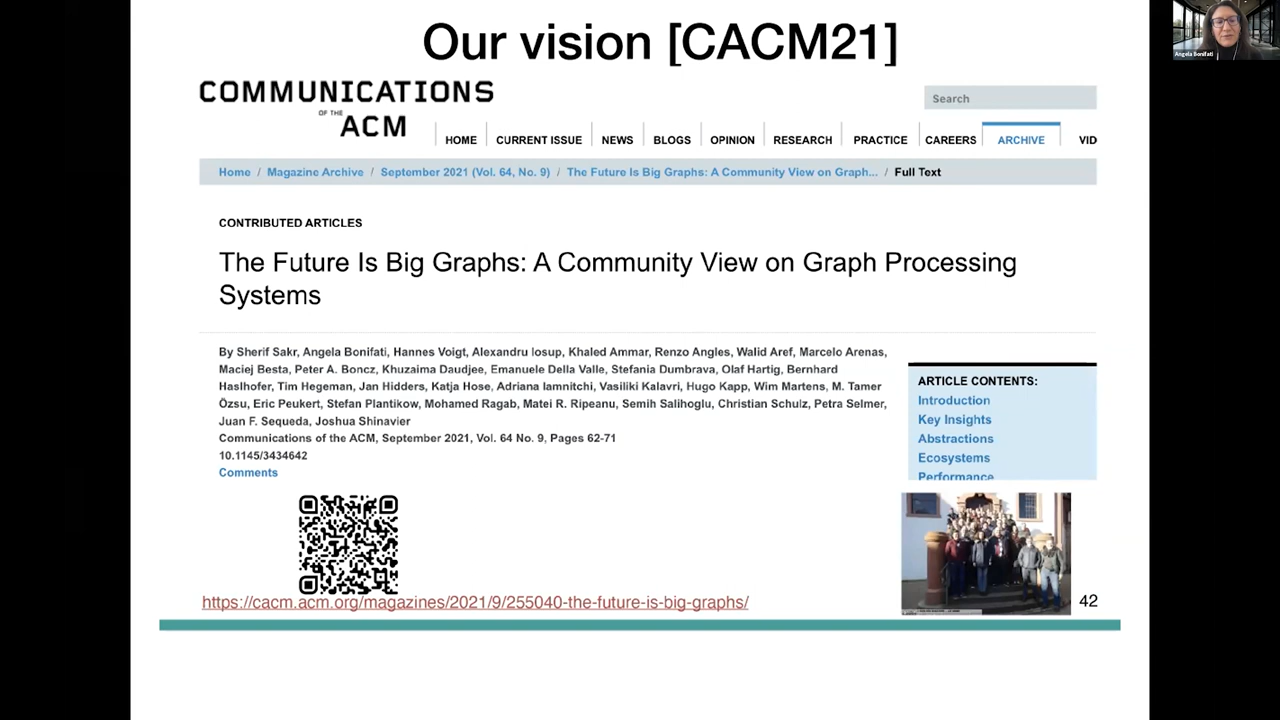 Our vision [CACM21]
Angela Bonifati
COMMUNICATIONS
OF THE
ACM
Search
HOME
CURRENT ISSUE
NEWS
BLOGS
OPINION
RESEARCH
PRACTICE
CAREERS
ARCHIVE
VID
Home / Magazine Archive / September 2021 (Vol. 64, No. 9) / The Future Is Big Graphs: A Community View on Graph... / Full Text
CONTRIBUTED ARTICLES
The Future Is Big Graphs: A Community View on Graph Processing
Systems
By Sherif Sakr, Angela Bonifati, Hannes Voigt, Alexandru Iosup, Khaled Ammar, Renzo Angles, Walid Aref, Marcelo Arenas,
Maciej Besta, Peter A. Boncz, Khuzaima Daudjee, Emanuele Della Valle, Stefania Dumbrava, Olaf Hartig, Bernhard
Haslhofer, Tim Hegeman, Jan Hidders, Katja Hose, Adriana Iamnitchi, Vasiliki Kalavri, Hugo Kapp, Wim Martens, M. Tamer
Özsu, Eric Peukert, Stefan Plantikow, Mohamed Ragab, Matei R. Ripeanu, Semih Salihoglu, Christian Schulz, Petra Selmer,
Juan F. Sequeda, Joshua Shinavier
Communications of the ACM, September 2021, Vol. 64 No. 9, Pages 62-71
10.1145/3434642
Comments
ARTICLE CONTENTS:
Introduction
Key Insights
Abstractions
Ecosystems
Performance
https://cacm.acm.org/magazines/2021/9/255040-the-future-is-big-graphs/
42